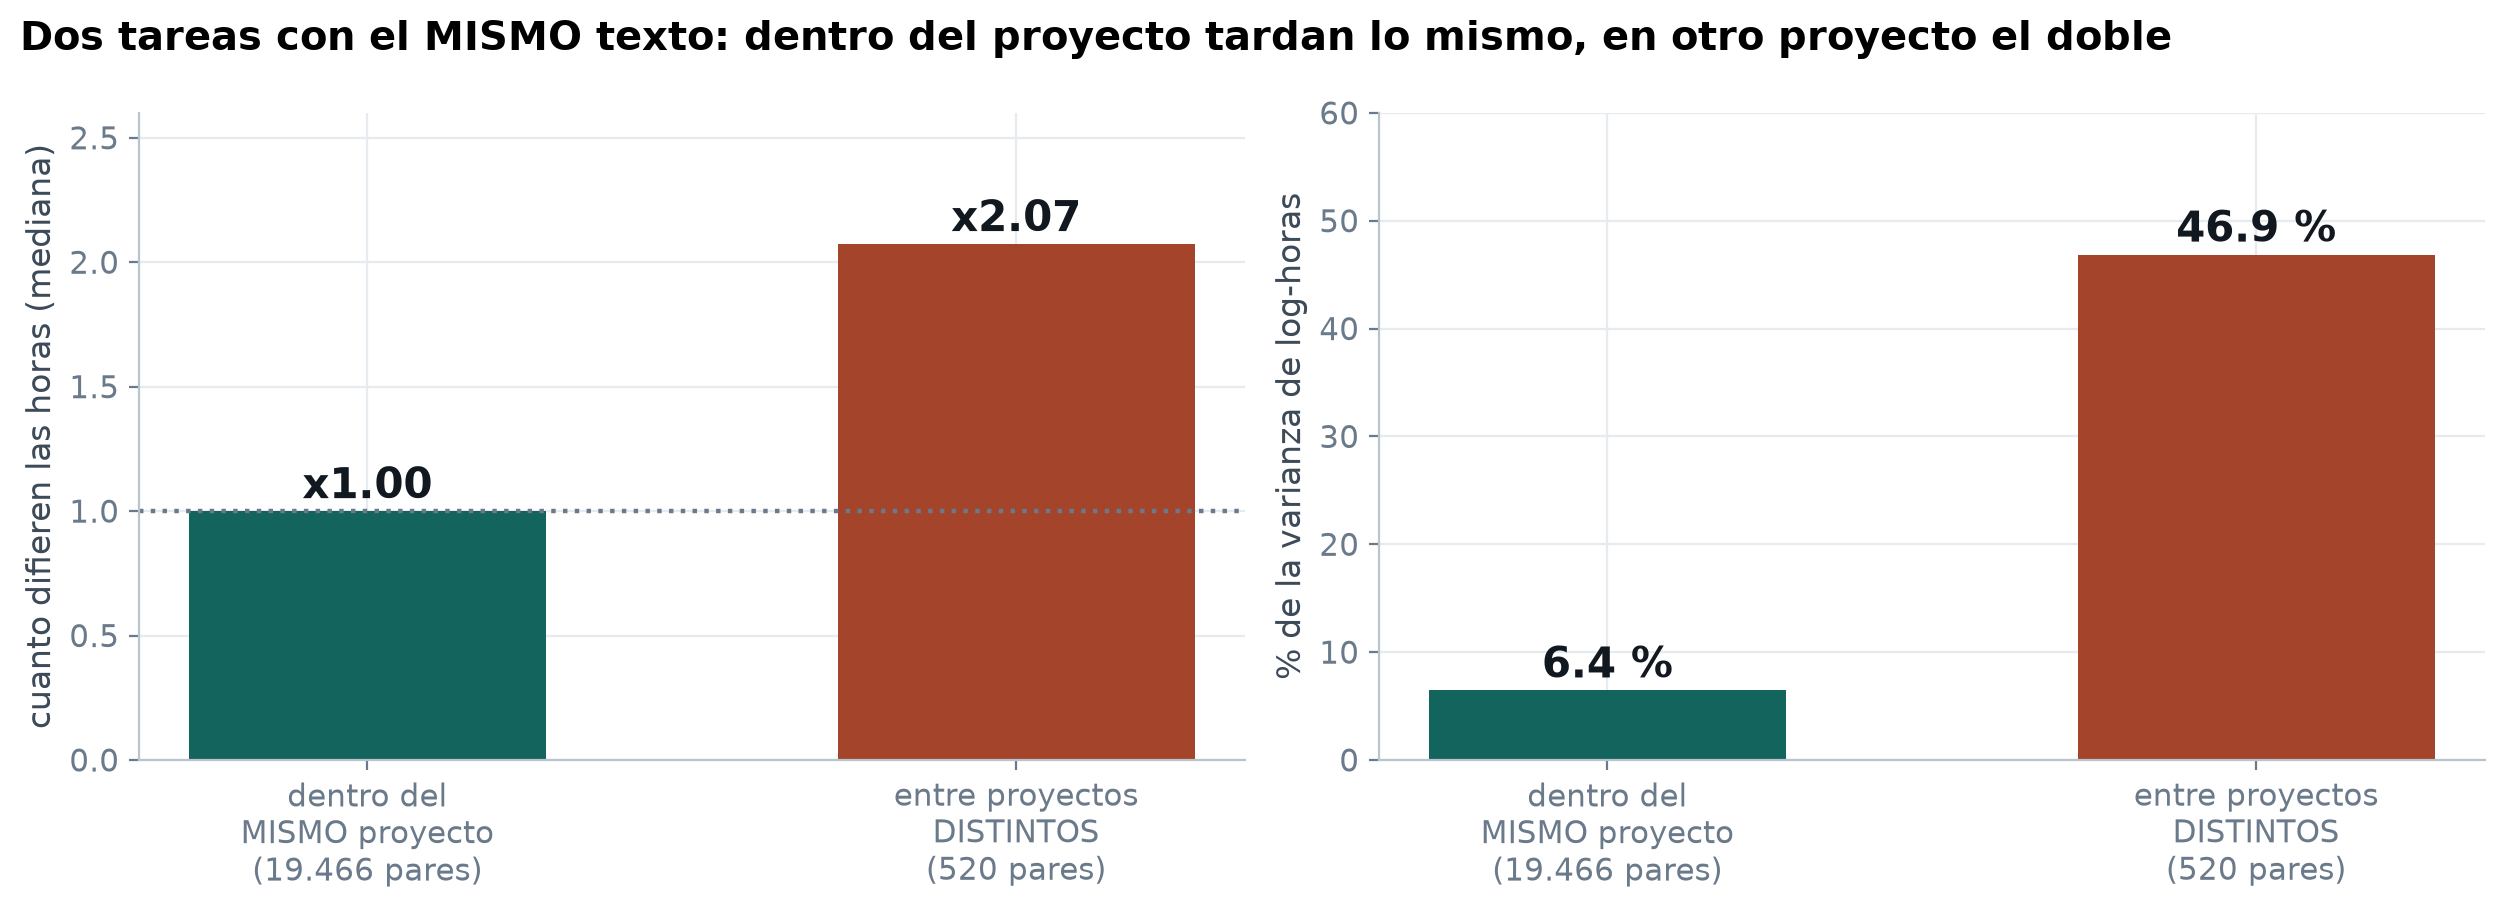 Dos tareas con el MISMO texto: dentro del proyecto tardan lo mismo, en otro proyecto el doble
cuanto difieren las horas (mediana)
2.5
2.0
1.5
1.0
0.5
0.0
x1.00
x2.07
dentro del
MISMO proyecto
(19.466 pares)
entre proyectos
DISTINTOS
(520 pares)
% de la varianza de log-horas
60
50
40
30
20
10
0
6.4 %
46.9 %
dentro del
MISMO proyecto
(19.466 pares)
entre proyectos
DISTINTOS
(520 pares)